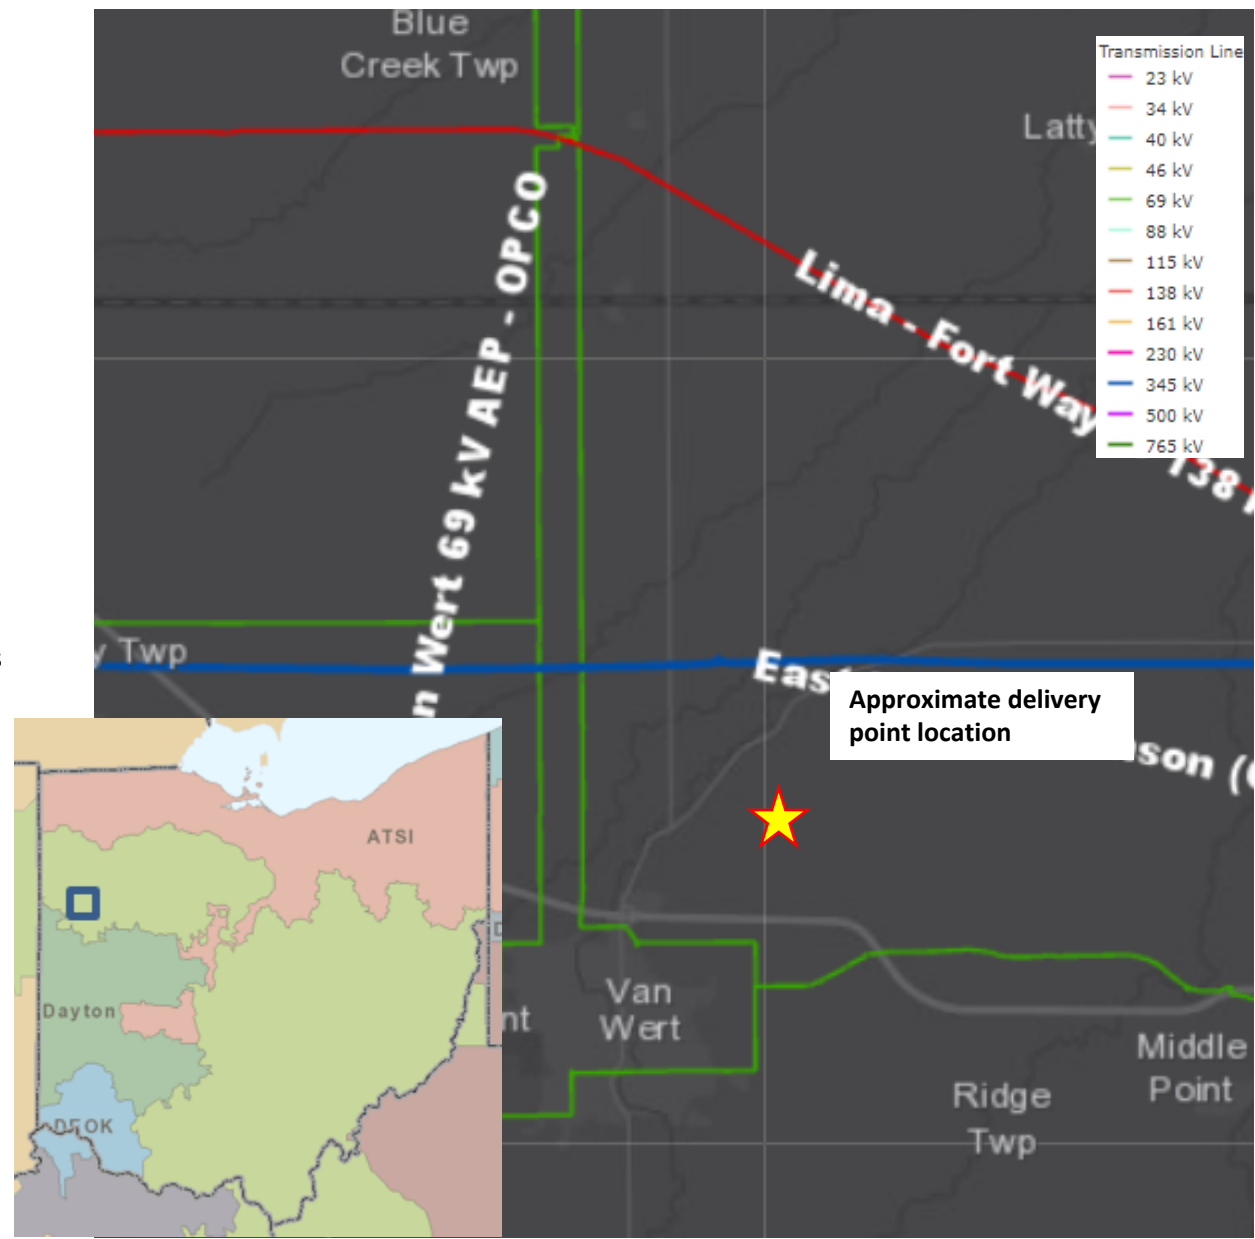 Blue
Creek Twp
Latty
Transmission Line
23 kV
34 kV
40 kV
46 kV
69 kV
88 kV
115 kV
138 kV
161 kV
230 kV
345 kV
500 kV
765 kV
n Wert 69 kV AEP - OPCO
Lima - Fort Way
138
y Twp
s
Eas
Approximate delivery
point location
son (
ATSI
Dayton
DEOK
D
nt
Van
Wert
Middle
Point
Ridge
Twp